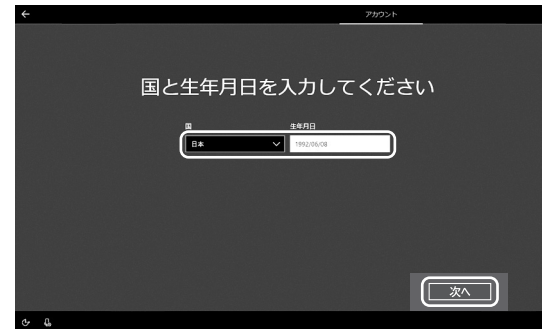 アカウント
国と生年月日を入力してください
国 生年月日
日本 1992/06/08
次へ